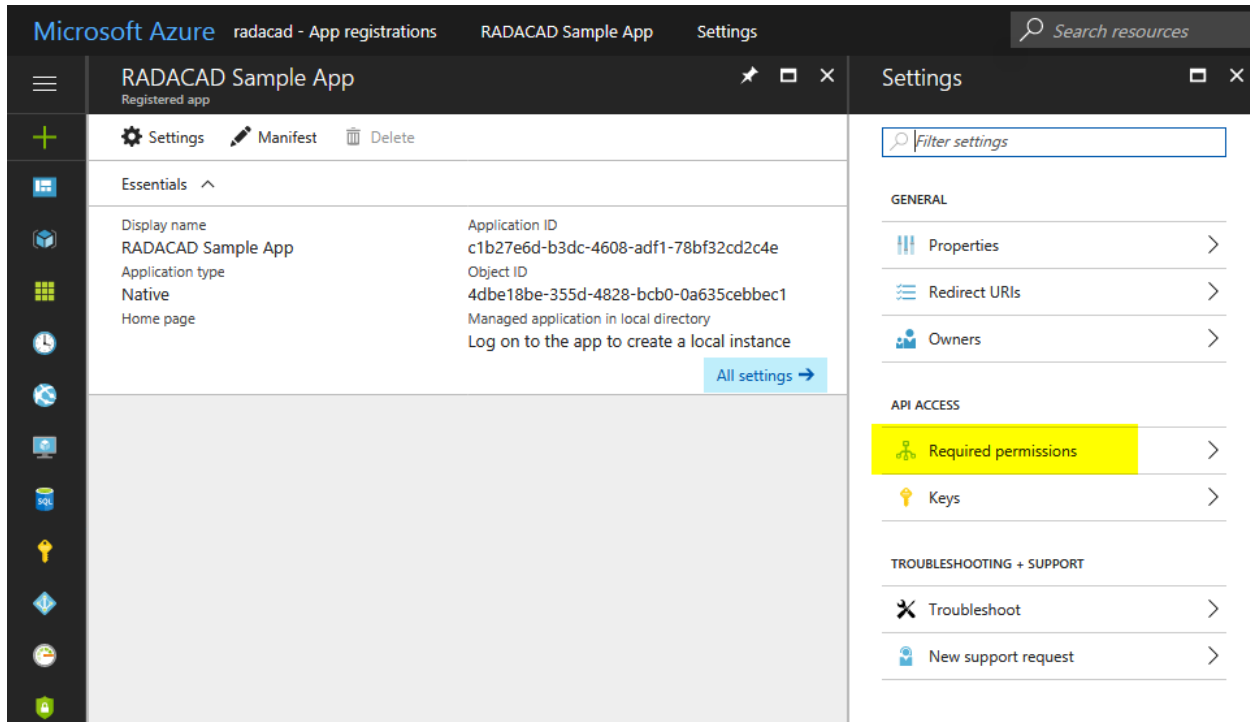 Microsoft Azure radacad - App registrations RADACAD Sample App Settings Search resources
RADACAD Sample App
Registered app
Settings Manifest Delete
Essentials
Display name
RADACAD Sample App
Application type
Native
Home page
Application ID
c1b27e6d-b3dc-4608-adf1-78bf32cd2c4e
Object ID
4dbe18be-355d-4828-bcb0-0a635cebbec1
Managed application in local directory
Log on to the app to create a local instance
All settings →
Settings
Filter settings
GENERAL
Properties
Redirect URIs
Owners
API ACCESS
Required permissions
Keys
TROUBLESHOOTING + SUPPORT
Troubleshoot
New support request
SQL